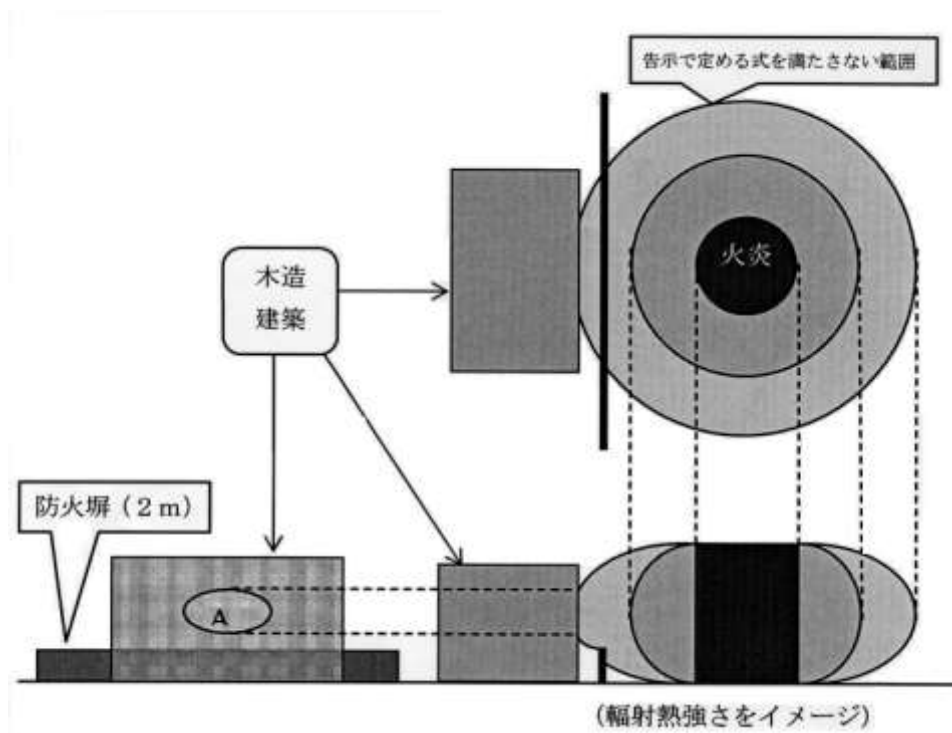 告示で定める式を満たさない範囲
火炎
木造
建築
防火塀（２ｍ）
A
（輻射熱強さをイメージ）